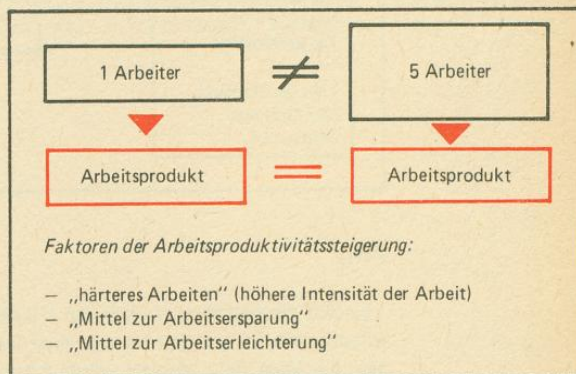 1 Arbeiter ≠ 5 Arbeiter
Arbeitsprodukt = Arbeitsprodukt
Faktoren der Arbeitsproduktivitätssteigerung:
— „härteres Arbeiten“ (höhere Intensität der Arbeit)
— „Mittel zur Arbeitsersparung“
— „Mittel zur Arbeitserleichterung“